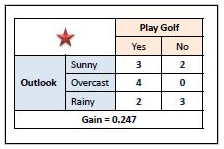 Play Golf
Yes No
Outlook Sunny 3 2
Overcast 4 0
Rainy 2 3
Gain = 0.247